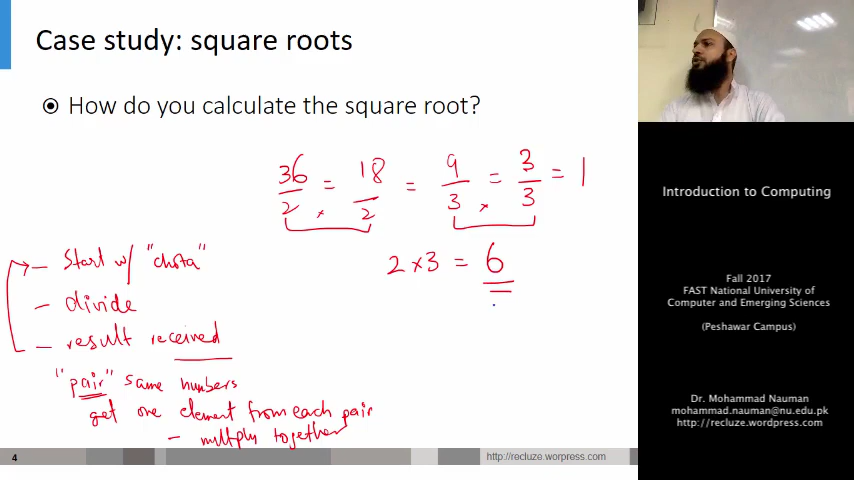 Case study: square roots
How do you calculate the square root?
36/2 × = 18/2 = 9/3 × = 3/3 = 1
2 × 3 = 6
– Start w/ "chota"
– divide
– result received
"pair" same numbers
get one element from each pair
– multply together
4
http://recluze.worpress.com
Introduction to Computing
Fall 2017
FAST National University of
Computer and Emerging Sciences
(Peshawar Campus)
Dr. Mohammad Nauman
mohammad.nauman@nu.edu.pk
http://recluze.wordpress.com